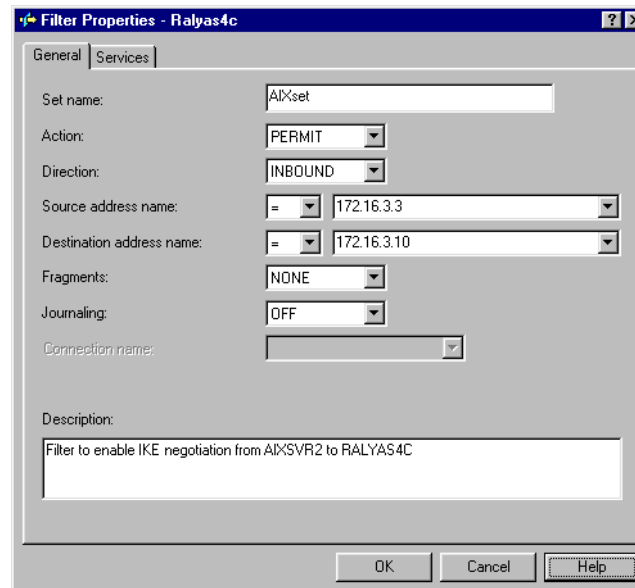 Filter Properties - Ralyas4c
General Services
Set name: AIXset
Action: PERMIT
Direction: INBOUND
Source address name: = 172.16.3.3
Destination address name: = 172.16.3.10
Fragments: NONE
Journaling: OFF
Connection name:
Description:
Filter to enable IKE negotiation from AIXSVR2 to RALYAS4C
OK Cancel Help